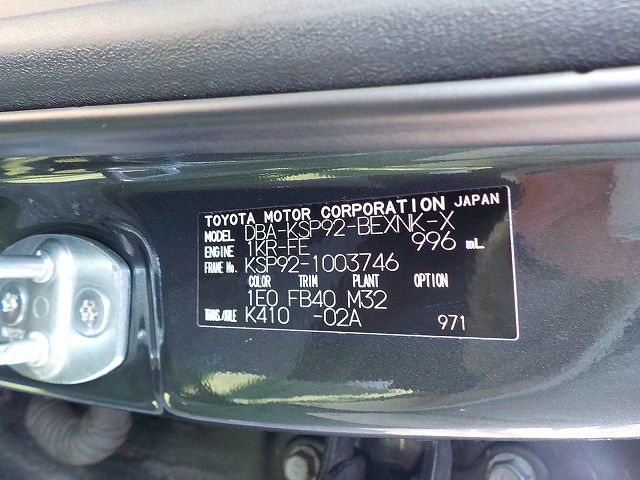 TOYOTA MOTOR CORPORATION JAPAN
MODEL DBA-KSP92-BEXNK-X
ENGINE 1KR-FE 996 mL
FRAME No. KSP92-1003746
COLOR TRIM PLANT OPTION
1E0 FB40 M32
TRANS./AXLE K410 -02A
971